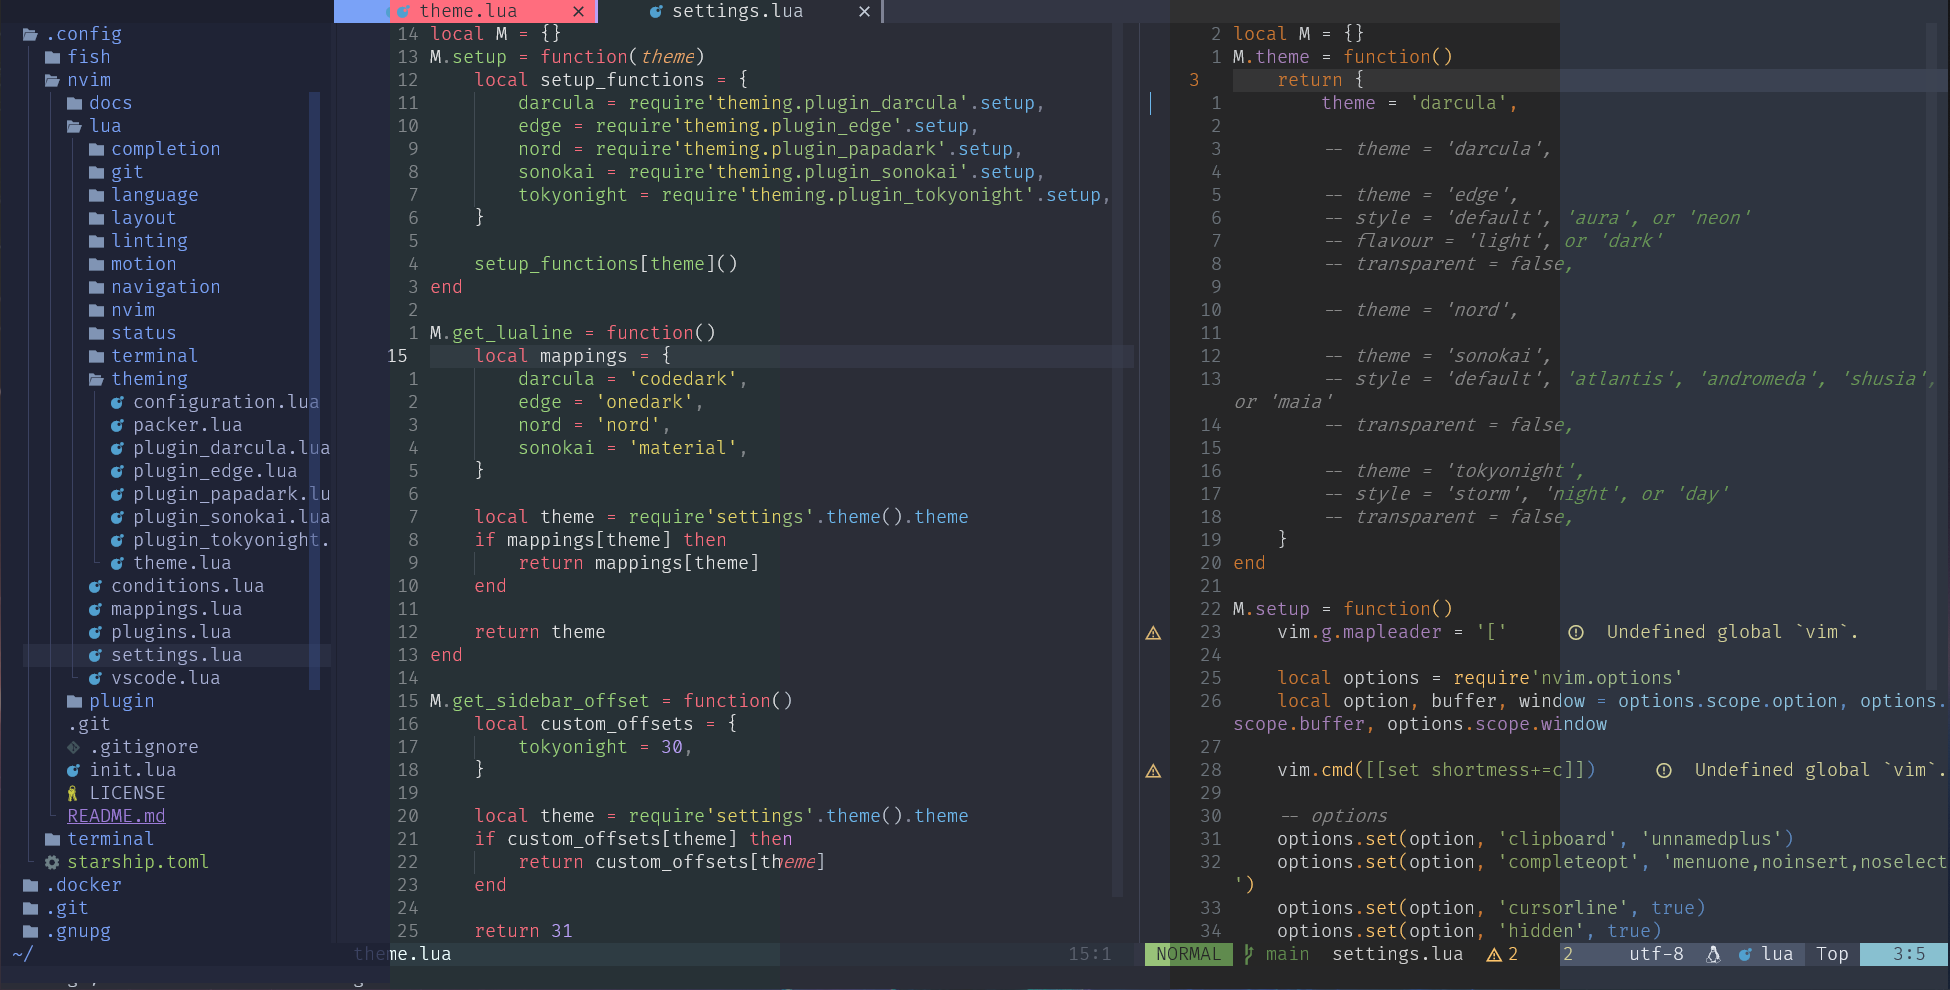 theme.lua ×
settings.lua ×
.config
fish
nvim
docs
lua
completion
git
language
layout
linting
motion
navigation
nvim
status
terminal
theming
configuration.lua
packer.lua
plugin_darcula.lua
plugin_edge.lua
plugin_papadark.lu
plugin_sonokai.lua
plugin_tokyonight.
theme.lua
conditions.lua
mappings.lua
plugins.lua
settings.lua
vscode.lua
plugin
.git
.gitignore
init.lua
LICENSE
README.md
terminal
starship.toml
.docker
.git
.gnupg
~/
14 local M = {}
13 M.setup = function(theme)
12     local setup_functions = {
11         darcula = require'theming.plugin_darcula'.setup,
10         edge = require'theming.plugin_edge'.setup,
9         nord = require'theming.plugin_papadark'.setup,
8         sonokai = require'theming.plugin_sonokai'.setup,
7         tokyonight = require'theming.plugin_tokyonight'.setup,
6     }
5
4     setup_functions[theme]()
3 end
2
1 M.get_lualine = function()
15     local mappings = {
1         darcula = 'codedark',
2         edge = 'onedark',
3         nord = 'nord',
4         sonokai = 'material',
5     }
6
7     local theme = require'settings'.theme().theme
8     if mappings[theme] then
9         return mappings[theme]
10     end
11
12     return theme
13 end
14
15 M.get_sidebar_offset = function()
16     local custom_offsets = {
17         tokyonight = 30,
18     }
19
20     local theme = require'settings'.theme().theme
21     if custom_offsets[theme] then
22         return custom_offsets[theme]
23     end
24
25     return 31
theme.lua 15:1
2 local M = {}
1 M.theme = function()
3     return {
1         theme = 'darcula',
2
3         -- theme = 'darcula',
4
5         -- theme = 'edge',
6         -- style = 'default', 'aura', or 'neon'
7         -- flavour = 'light', or 'dark'
8         -- transparent = false,
9
10         -- theme = 'nord',
11
12         -- theme = 'sonokai',
13         -- style = 'default', 'atlantis', 'andromeda', 'shusia',
or 'maia'
14         -- transparent = false,
15
16         -- theme = 'tokyonight',
17         -- style = 'storm', 'night', or 'day'
18         -- transparent = false,
19     }
20 end
21
22 M.setup = function()
23     vim.g.mapleader = '[' Undefined global `vim`.
24
25     local options = require'nvim.options'
26     local option, buffer, window = options.scope.option, options.
scope.buffer, options.scope.window
27
28     vim.cmd([[set shortmess+=c]]) Undefined global `vim`.
29
30     -- options
31     options.set(option, 'clipboard', 'unnamedplus')
32     options.set(option, 'completeopt', 'menuone,noinsert,noselect
')
33     options.set(option, 'cursorline', true)
34     options.set(option, 'hidden', true)
NORMAL main settings.lua 2 2 utf-8 lua Top 3:5